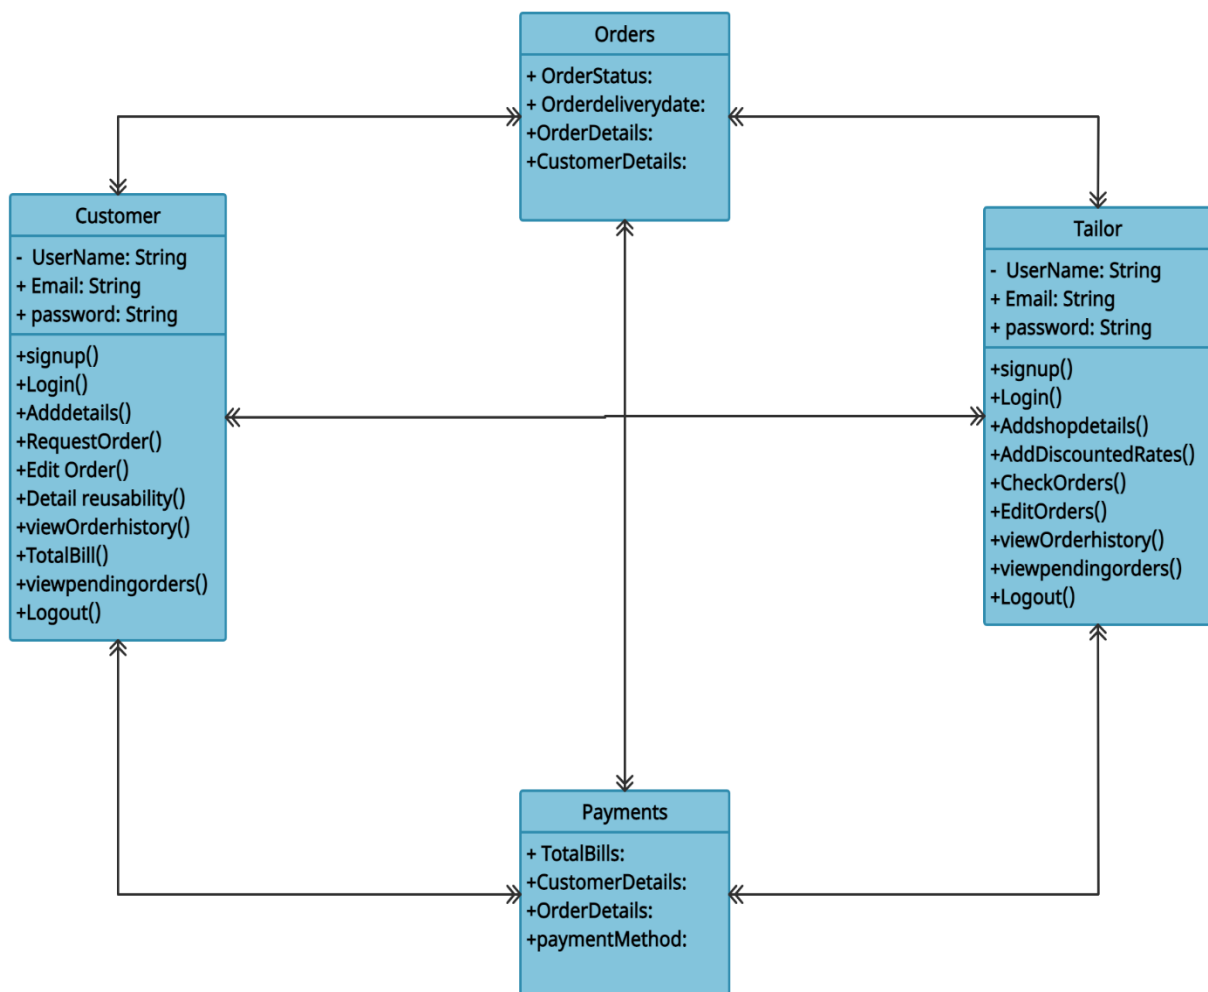 Orders
+ OrderStatus:
+ Orderdeliverydate:
+OrderDetails:
+CustomerDetails:
Customer
- UserName: String
+ Email: String
+ password: String
+signup()
+Login()
+Adddetails()
+RequestOrder()
+Edit Order()
+Detail reusability()
+viewOrderhistory()
+TotalBill()
+viewpendingorders()
+Logout()
Tailor
- UserName: String
+ Email: String
+ password: String
+signup()
+Login()
+Addshopdetails()
+AddDiscountedRates()
+CheckOrders()
+EditOrders()
+viewOrderhistory()
+viewpendingorders()
+Logout()
Payments
+ TotalBills:
+CustomerDetails:
+OrderDetails:
+paymentMethod: